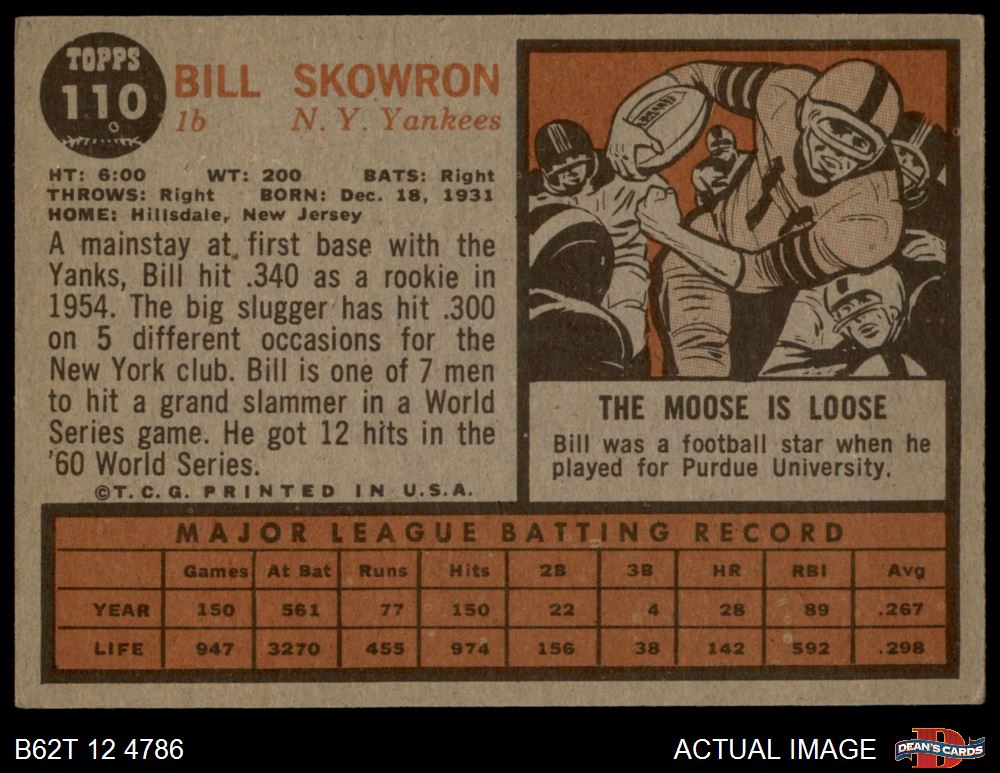 TOPPS
110
BILL SKOWRON
1b N. Y. Yankees
HT: 6:00 WT: 200 BATS: Right
THROWS: Right BORN: Dec. 18, 1931
HOME: Hillsdale, New Jersey
A mainstay at first base with the
Yanks, Bill hit .340 as a rookie in
1954. The big slugger has hit .300
on 5 different occasions for the
New York club. Bill is one of 7 men
to hit a grand slammer in a World
Series game. He got 12 hits in the
'60 World Series.
©T. C. G. PRINTED IN U.S.A.
THE MOOSE IS LOOSE
Bill was a football star when he
played for Purdue University.
MAJOR LEAGUE BATTING RECORD
Games At Bat Runs Hits 2B 3B HR RBI Avg
YEAR 150 561 77 150 22 4 28 89 .267
LIFE 947 3270 455 974 156 38 142 592 .298
B62T 12 4786 ACTUAL IMAGE
D
DEAN'S CARDS